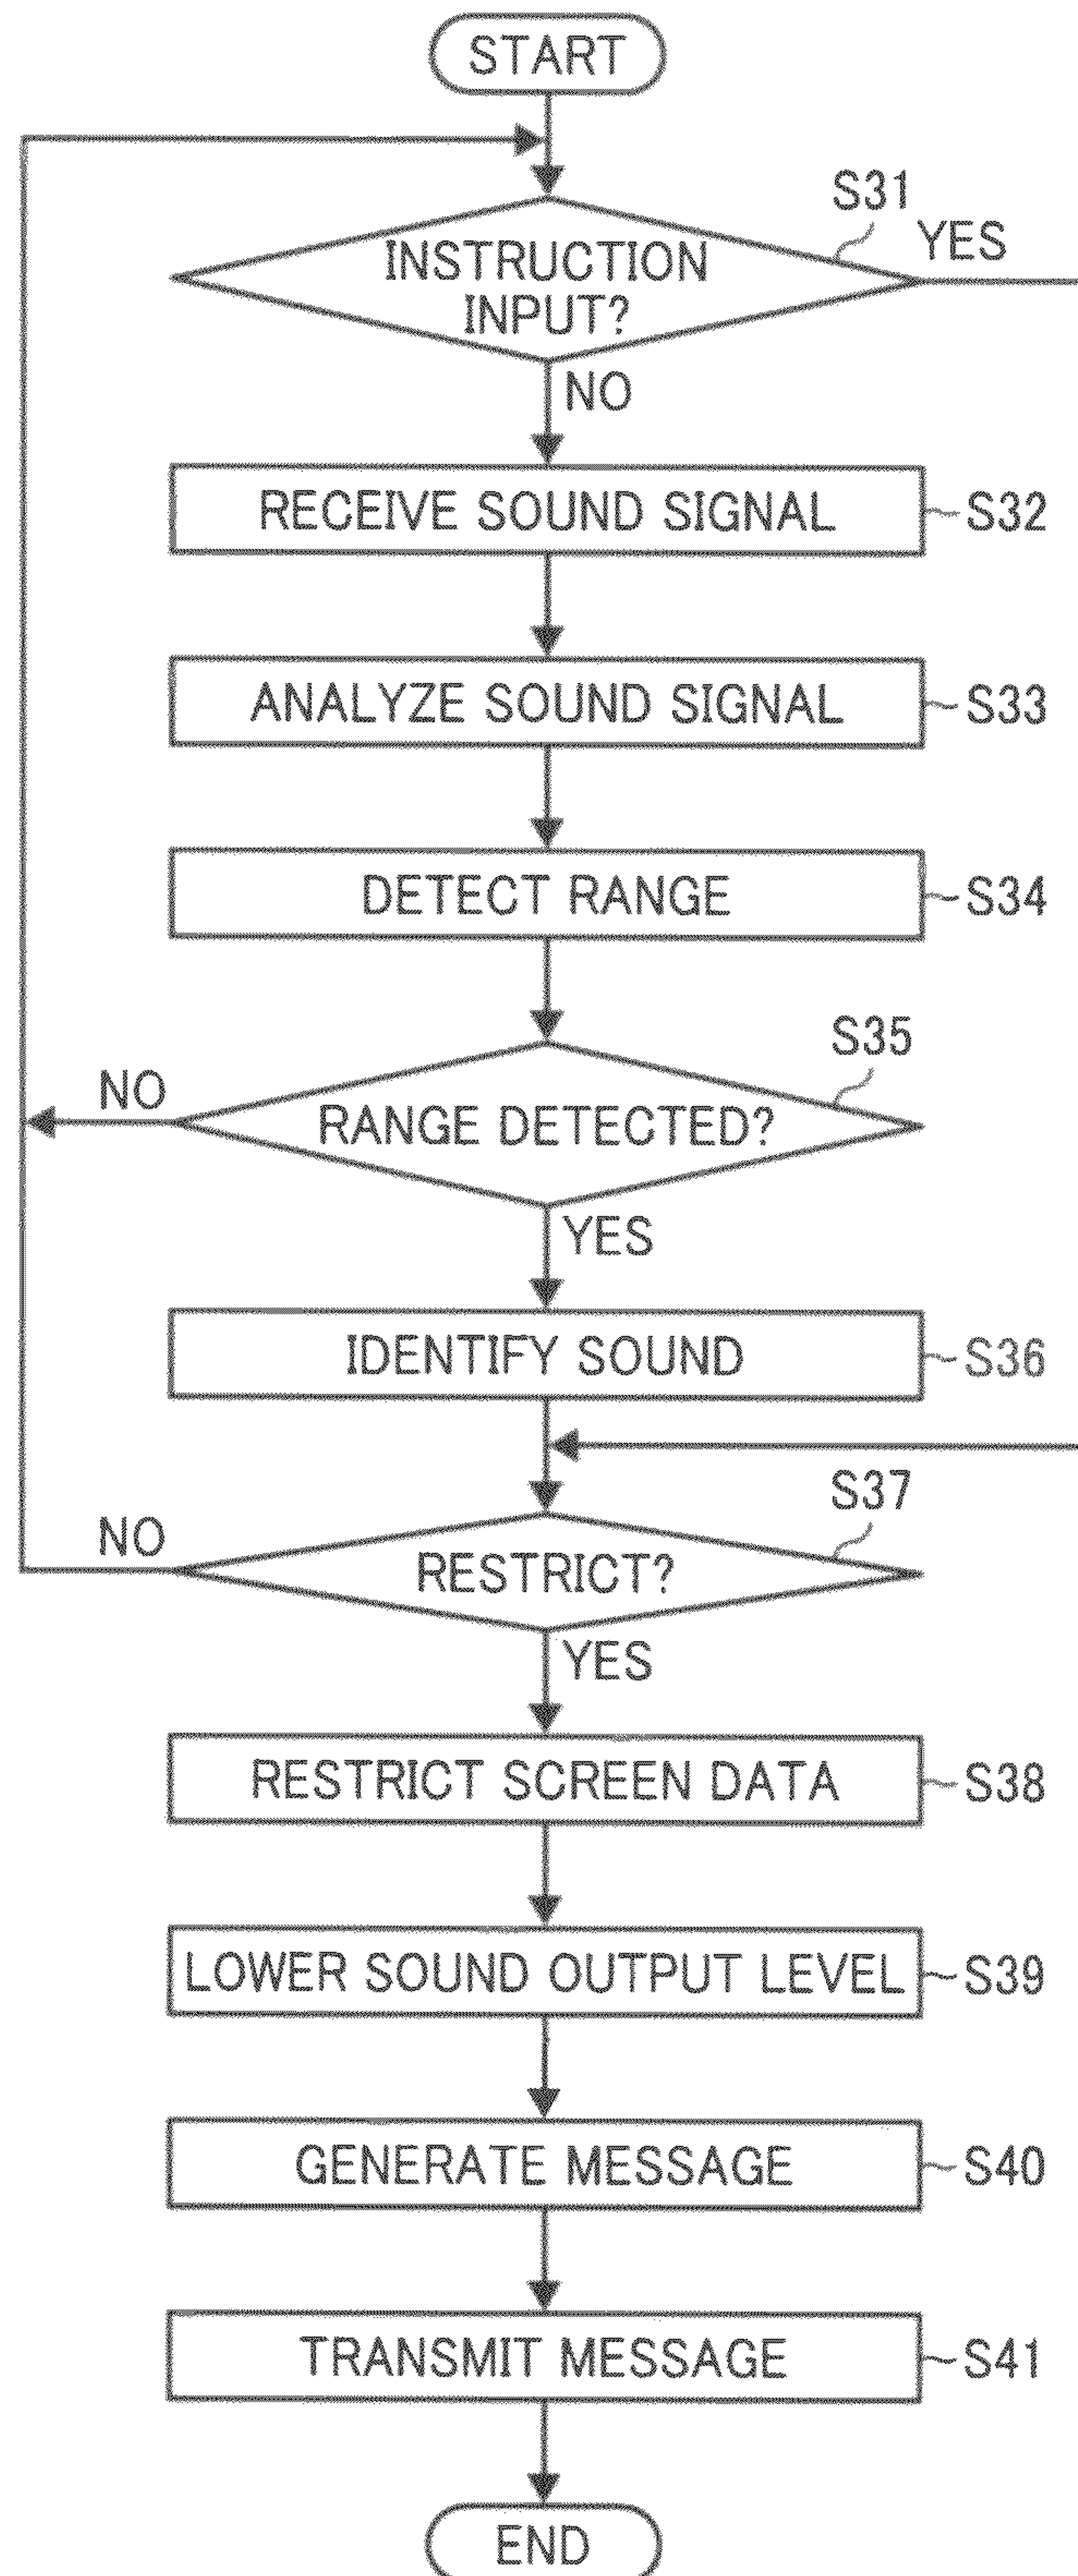 START
S31
YES
INSTRUCTION
INPUT?
NO
RECEIVE SOUND SIGNAL
S32
ANALYZE SOUND SIGNAL
S33
DETECT RANGE
S34
S35
NO
RANGE DETECTED?
YES
IDENTIFY SOUND
S36
S37
NO
RESTRICT?
YES
RESTRICT SCREEN DATA
S38
LOWER SOUND OUTPUT LEVEL
S39
GENERATE MESSAGE
S40
TRANSMIT MESSAGE
S41
END